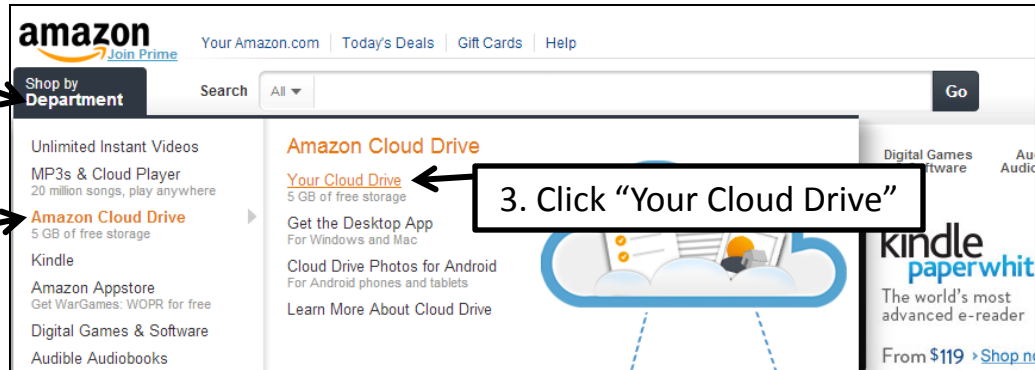 amazon
Join Prime
Your Amazon.com
Today's Deals
Gift Cards
Help
Shop by
Department
Search
All
Go
Unlimited Instant Videos
MP3s & Cloud Player
20 million songs, play anywhere
Amazon Cloud Drive
5 GB of free storage
Kindle
Amazon Appstore
Get WarGames: WOPR for free
Digital Games & Software
Audible Audiobooks
Amazon Cloud Drive
Your Cloud Drive
5 GB of free storage
Get the Desktop App
For Windows and Mac
Cloud Drive Photos for Android
For Android phones and tablets
Learn More About Cloud Drive
3. Click “Your Cloud Drive”
Digital Games
kindle
paperwhit
The world's most
advanced e-reader
From $119 › Shop